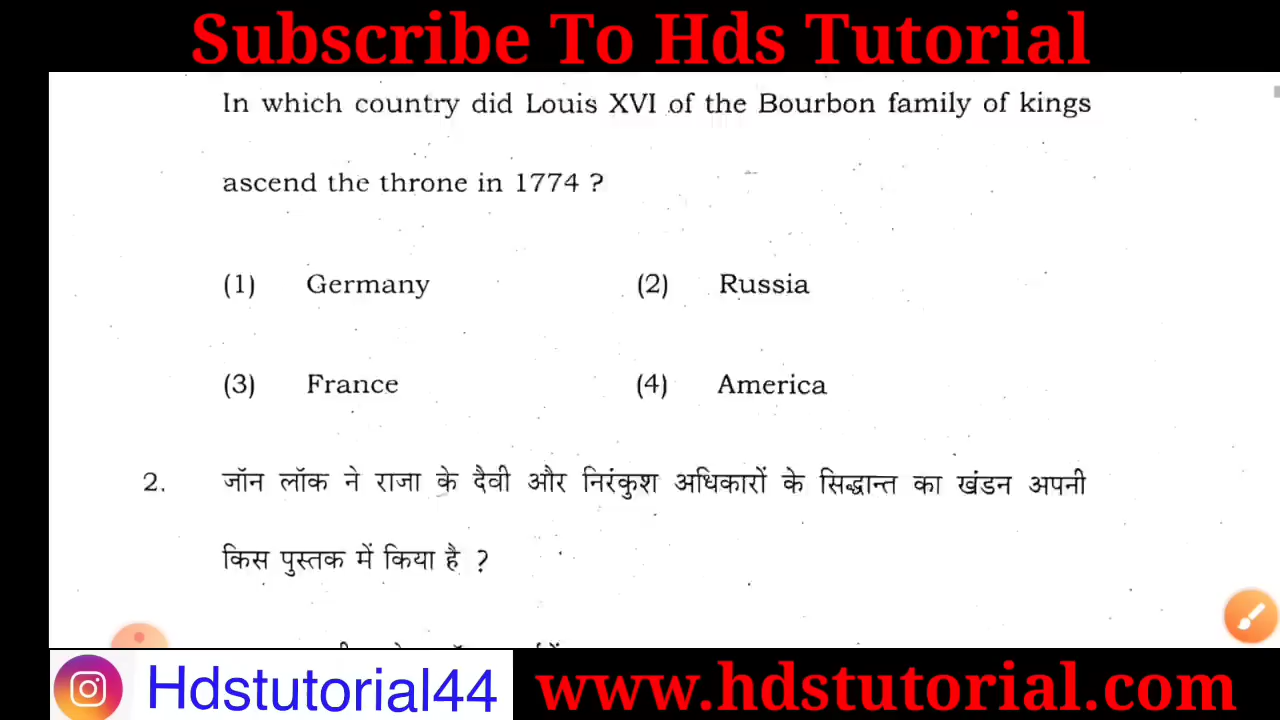 Subscribe To Hds Tutorial
In which country did Louis XVI of the Bourbon family of kings
ascend the throne in 1774 ?
(1) Germany (2) Russia
(3) France (4) America
2. जॉन लॉक ने राजा के दैवी और निरंकुश अधिकारों के सिद्धान्त का खंडन अपनी
किस पुस्तक में किया है ?
Hdstutorial44 www.hdstutorial.com